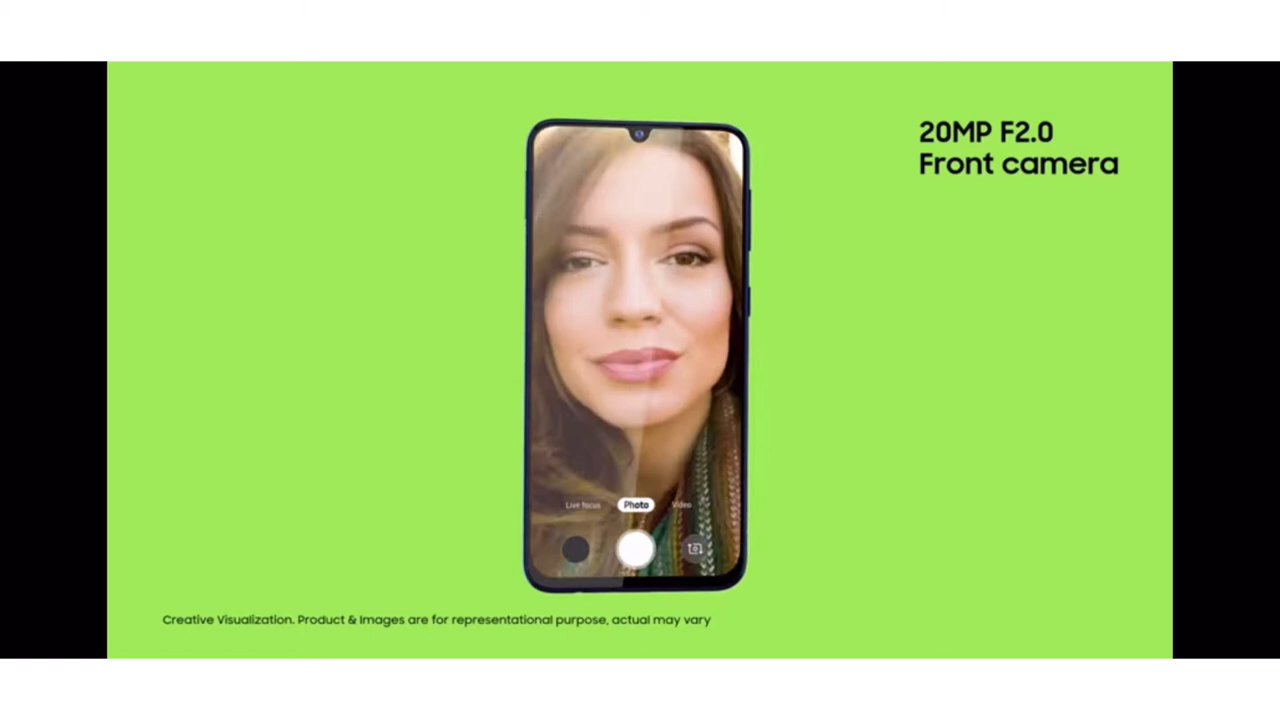 20MP F2.0
Front camera
Live focus Photo Video
Creative Visualization. Product & Images are for representational purpose, actual may vary